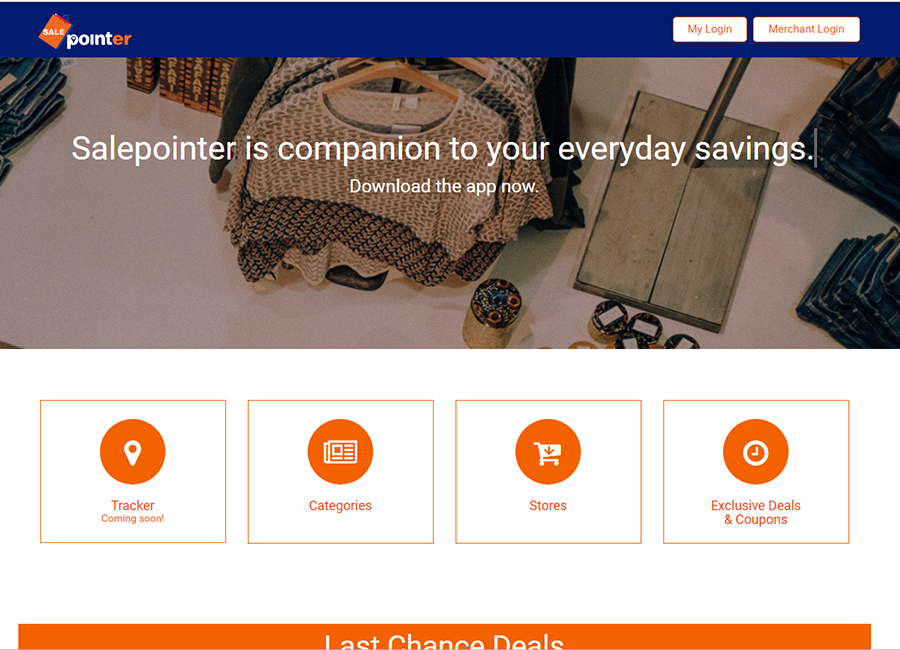 SALE
pointer
My Login
Merchant Login
Salepointer is companion to your everyday savings.
Download the app now.
Tracker
Coming soon!
Categories
Stores
Exclusive Deals
& Coupons
Last Chance Deals